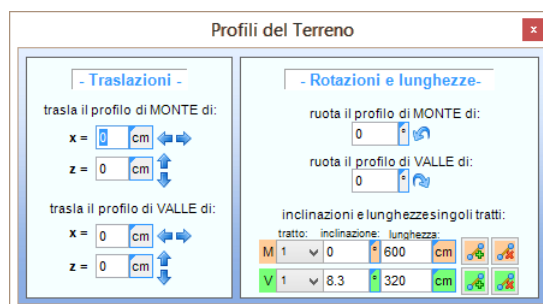 Profili del Terreno
x
- Traslazioni -
trasla il profilo di MONTE di:
x = 0 cm
z = 0 cm
trasla il profilo di VALLE di:
x = 0 cm
z = 0 cm
- Rotazioni e lunghezze-
ruota il profilo di MONTE di:
0 °
ruota il profilo di VALLE di:
0 °
inclinazioni e lunghezze singoli tratti:
tratto: inclinazione: lunghezza:
M 1 0 ° 600 cm
V 1 8.3 ° 320 cm